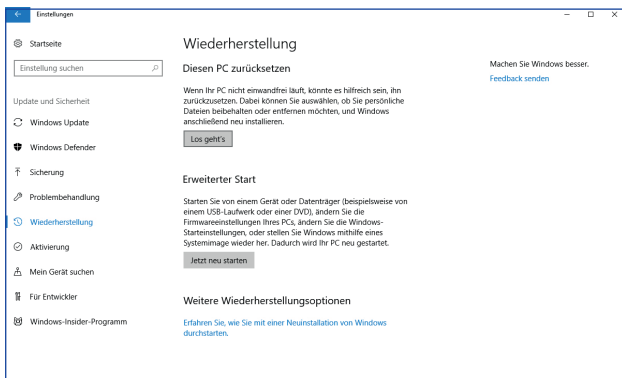 Einstellungen
Startseite
Einstellung suchen
Update und Sicherheit
Windows Update
Windows Defender
Sicherung
Problembehandlung
Wiederherstellung
Aktivierung
Mein Gerät suchen
Für Entwickler
Windows-Insider-Programm
Wiederherstellung
Diesen PC zurücksetzen
Wenn Ihr PC nicht einwandfrei läuft, könnte es hilfreich sein, ihn
zurückzusetzen. Dabei können Sie auswählen, ob Sie persönliche
Dateien beibehalten oder entfernen möchten, und Windows
anschließend neu installieren.
Los geht's
Erweiterter Start
Starten Sie von einem Gerät oder Datenträger (beispielsweise von
einem USB-Laufwerk oder einer DVD), ändern Sie die
Firmwareeinstellungen Ihres PCs, ändern Sie die Windows-
Starteinstellungen, oder stellen Sie Windows mithilfe eines
Systemimage wieder her. Dadurch wird Ihr PC neu gestartet.
Jetzt neu starten
Weitere Wiederherstellungsoptionen
Erfahren Sie, wie Sie mit einer Neuinstallation von Windows
durchstarten.
Machen Sie Windows besser.
Feedback senden